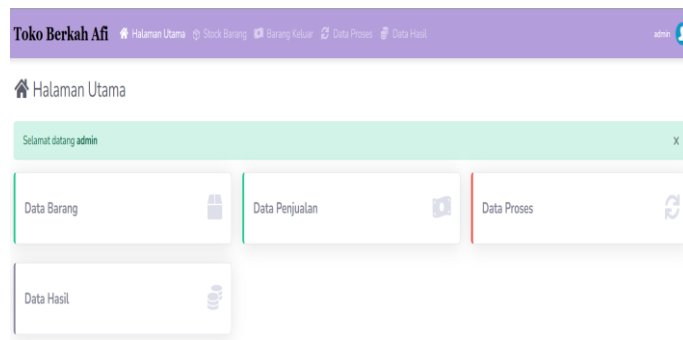 Toko Berkah Afi Halaman Utama Stock Barang Barang Keluar Data Proses Data Hasil admin
Halaman Utama
Selamat datang admin X
Data Barang Data Penjualan Data Proses
Data Hasil